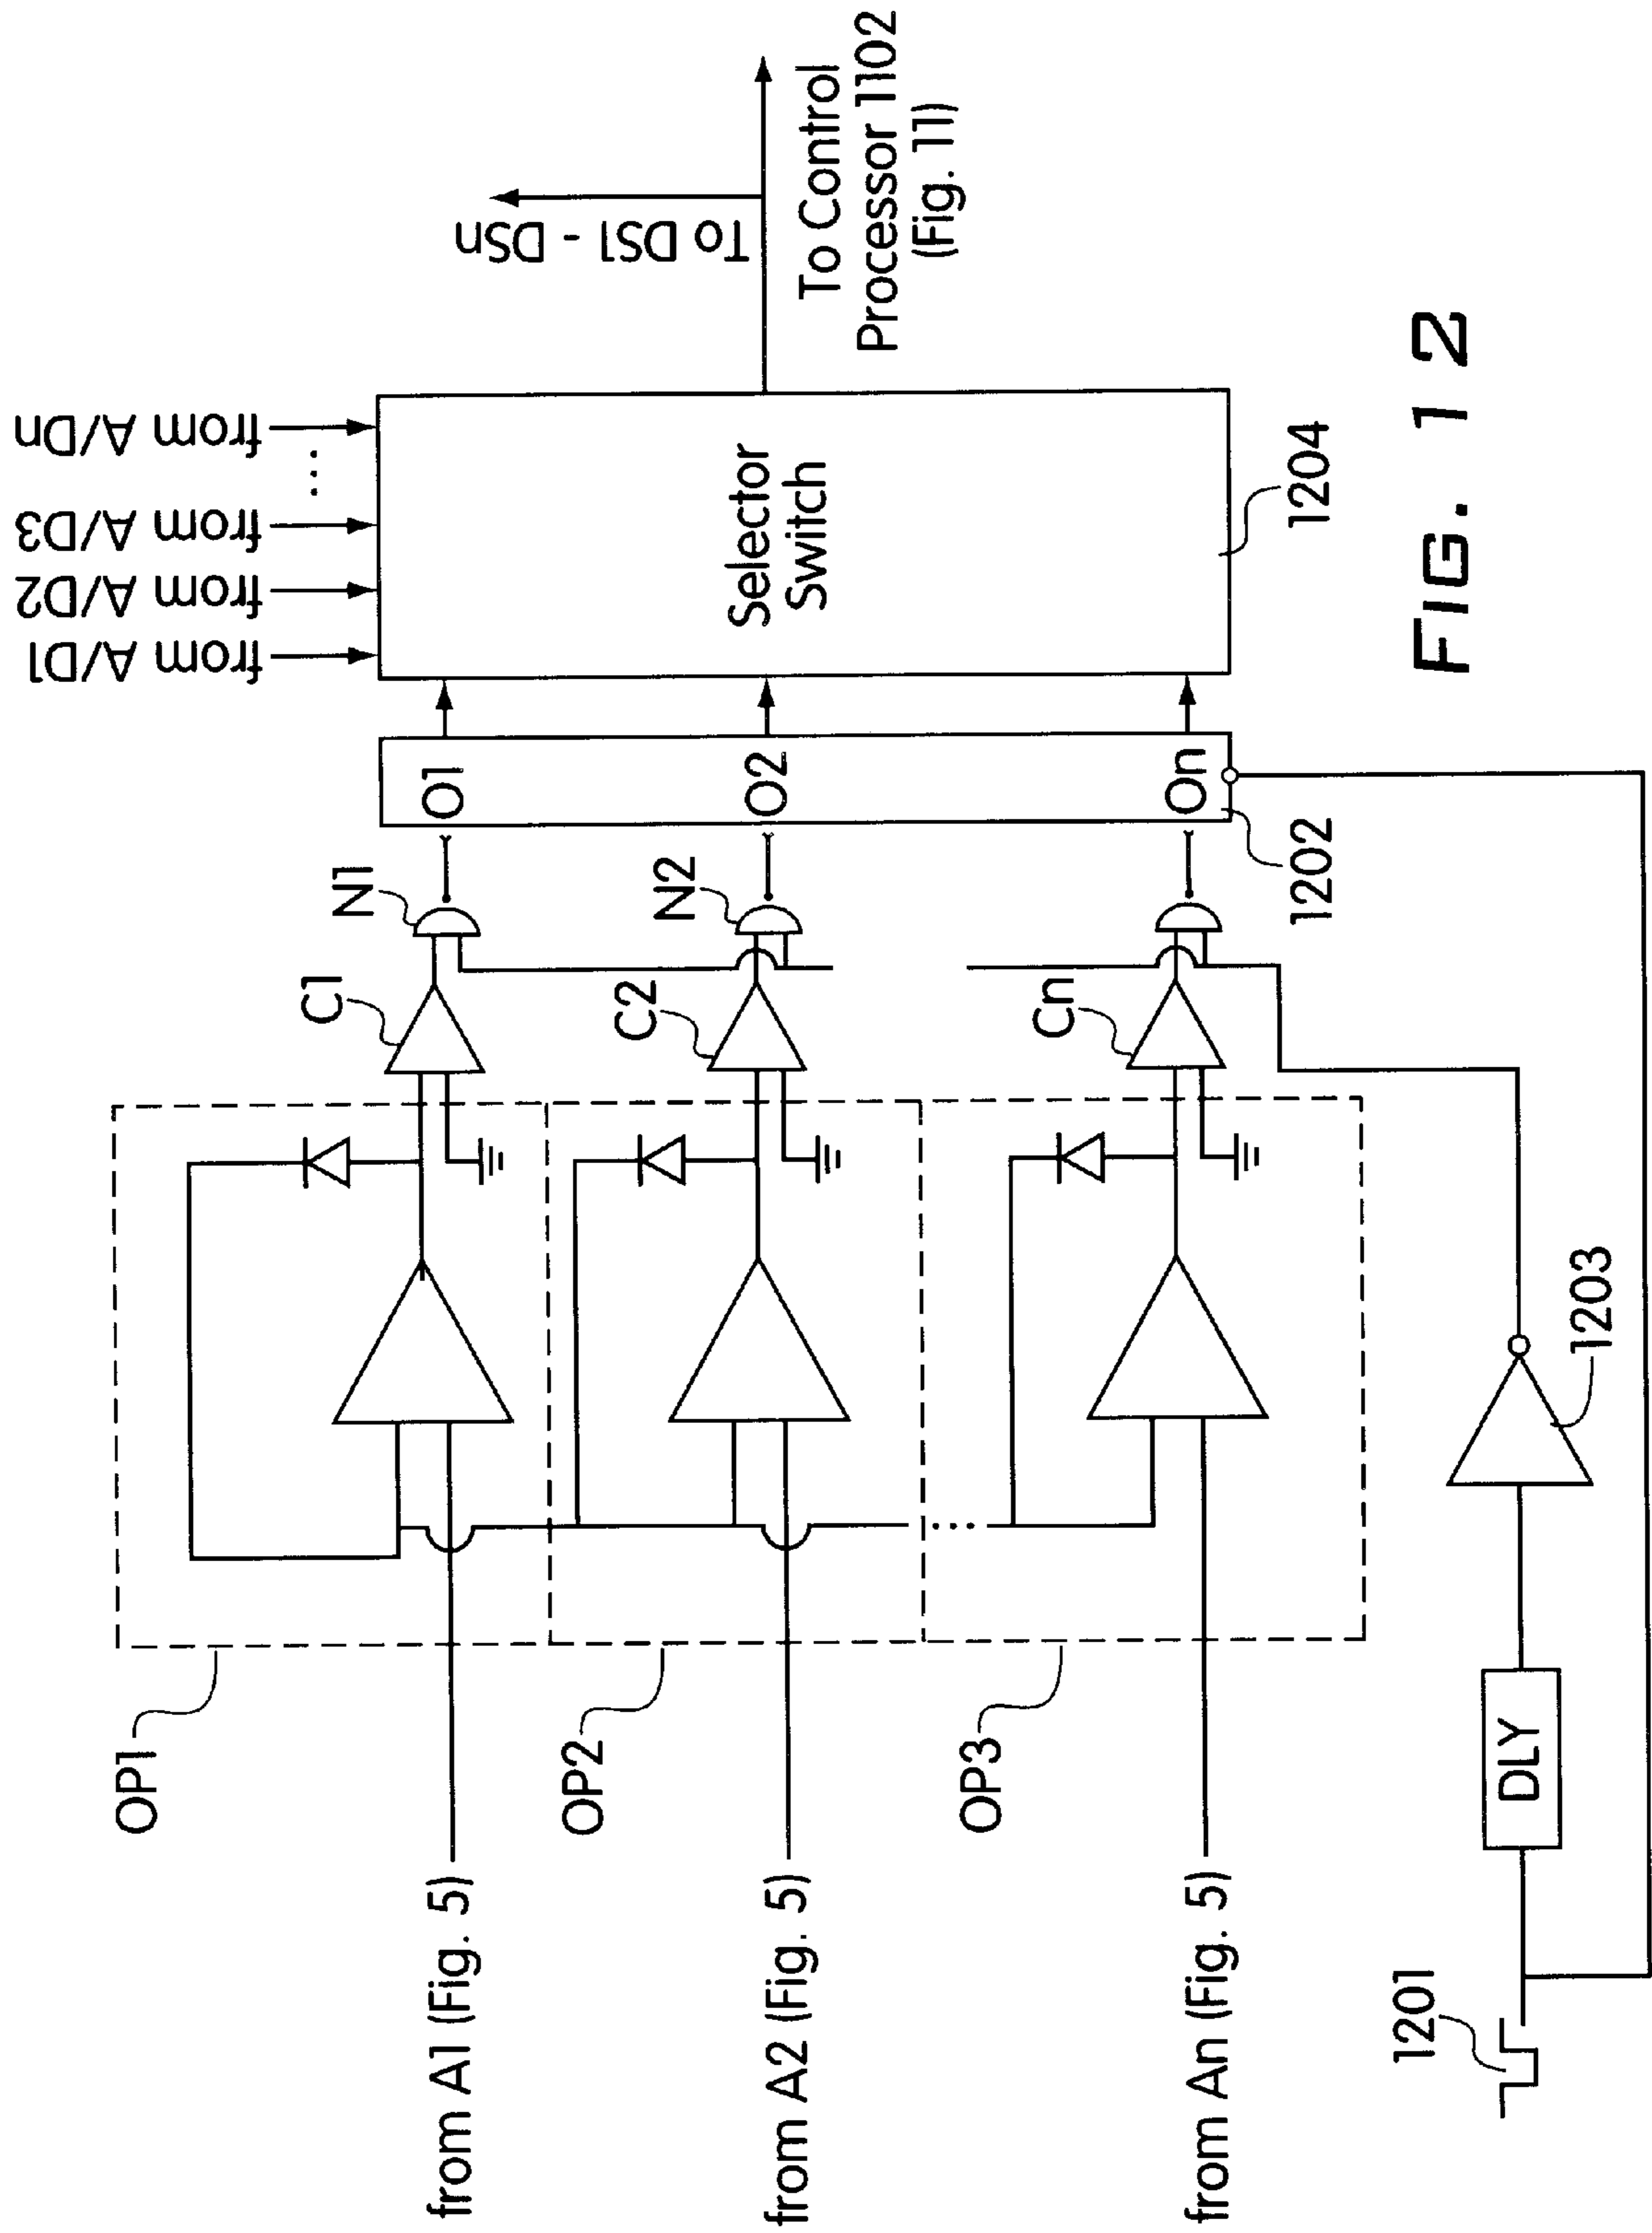 from A/D1
from A/D2
from A/D3
...
from A/Dn
To DS1 - DSn
To Control
Processor 1102
(Fig. 11)
Selector
Switch
1204
O1
O2
On
1202
N1
N2
C1
C2
Cn
OP1
OP2
OP3
...
from A1 (Fig. 5)
from A2 (Fig. 5)
from An (Fig. 5)
1201
DLY
1203
FIG. 12